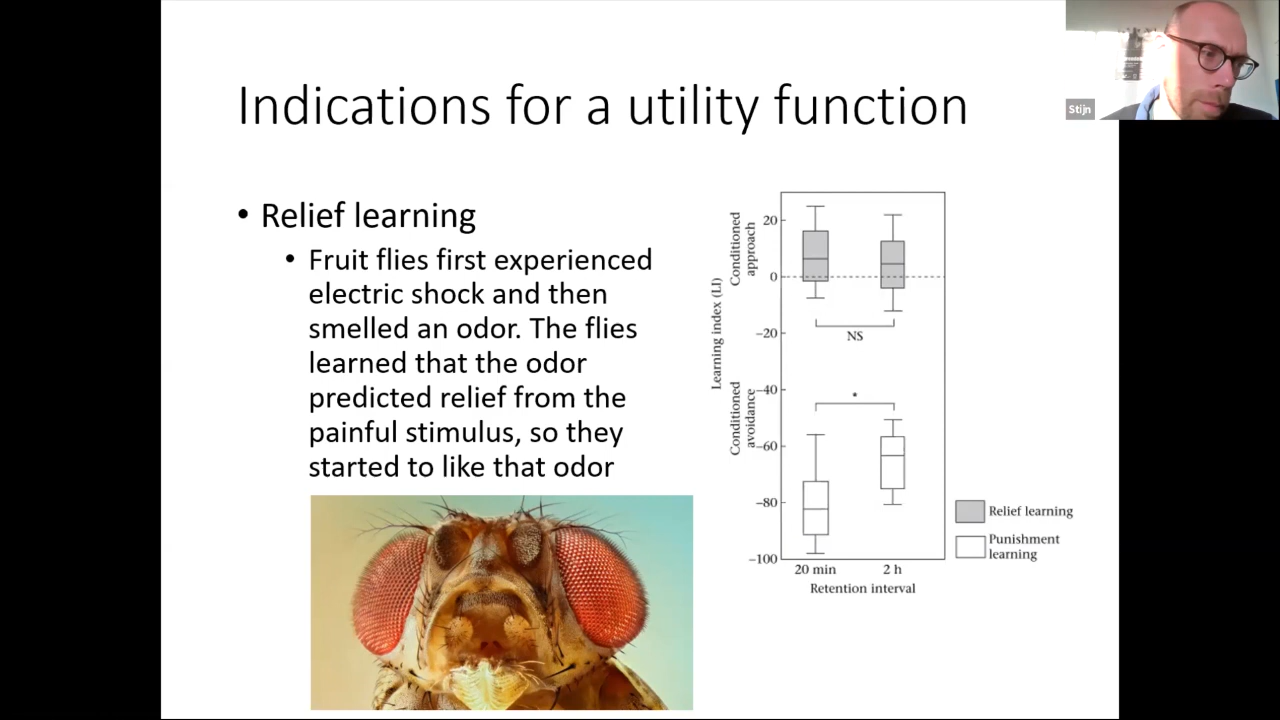 Indications for a utility function
Stijn
• Relief learning
• Fruit flies first experienced
electric shock and then
smelled an odor. The flies
learned that the odor
predicted relief from the
painful stimulus, so they
started to like that odor
Learning index (LI)
Conditioned
approach
Conditioned
avoidance
20
0
−20
−40
−60
−80
−100
NS
*
20 min
2 h
Retention interval
Relief learning
Punishment
learning